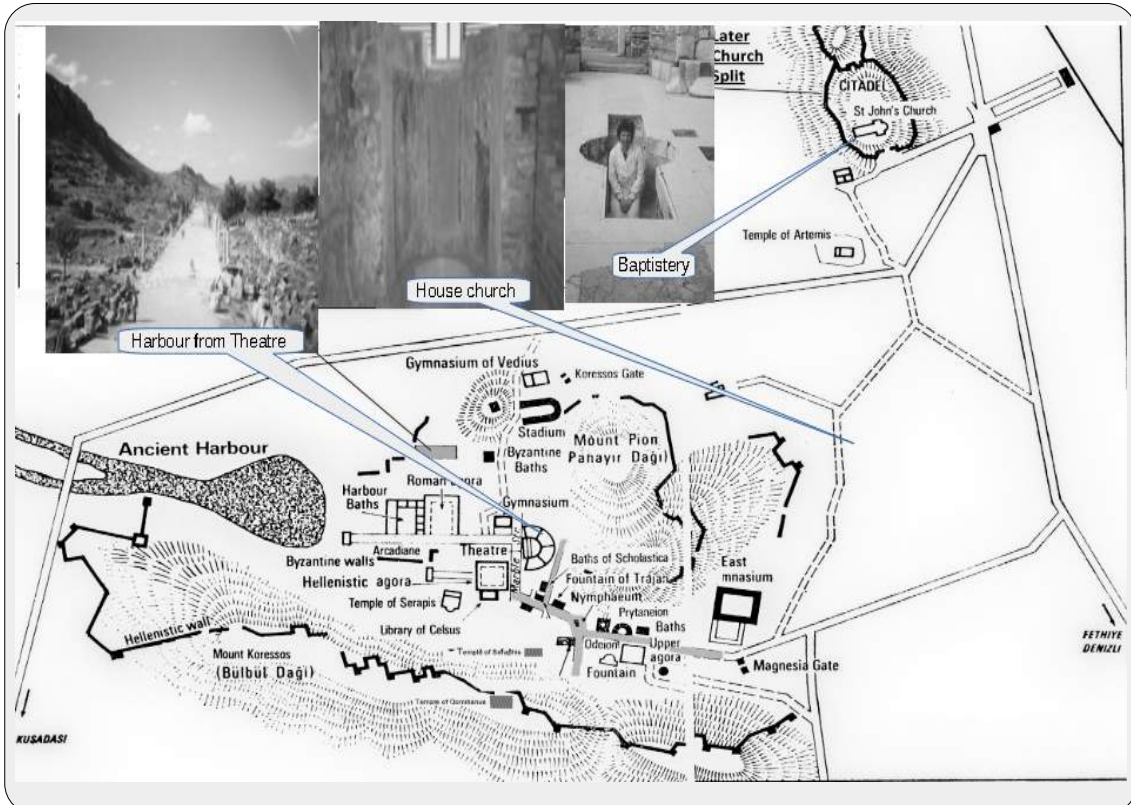 Later
Church
Split
CITADEL
St John's Church
Baptistery
Temple of Artemis
House church
Harbour from Theatre
Gymnasium of Vedius
Koressos Gate
Stadium
Ancient Harbour
Byzantine
Baths
Mount Pion
Panayır Dağı
Roman
Harbour
Baths
Gymnasium
Arcadiane
Theatre
Byzantine walls
Baths of Scholastica
Hellenistic agora
Fountain of Trajan
Nymphaeum
East
mnasium
Temple of Serapis
Prytaneion
Library of Celsus
Baths
Odeion
Upper
agora
Hellenistic wall
Mount Koressos
(Bülbül Daği)
Fountain
Magnesia Gate
FETHIYE
DENIZLI
KUŞADASI